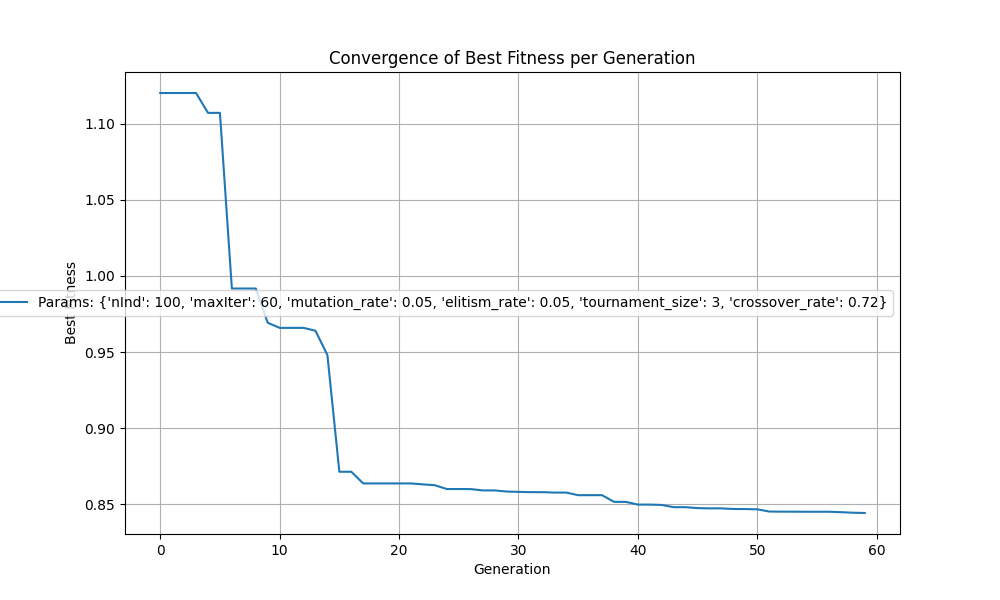 Convergence of Best Fitness per Generation
1.10
1.05
1.00
0.95
0.90
0.85
Best Fitness
Params: {'nInd': 100, 'maxIter': 60, 'mutation_rate': 0.05, 'elitism_rate': 0.05, 'tournament_size': 3, 'crossover_rate': 0.72}
0 10 20 30 40 50 60
Generation